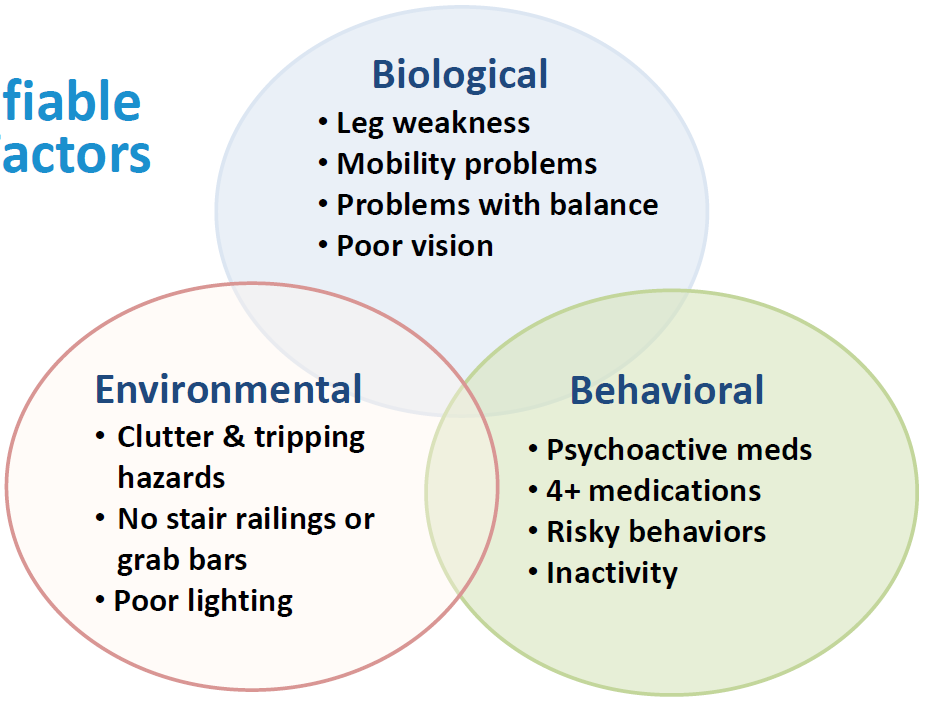 fiable
actors
Biological
• Leg weakness
• Mobility problems
• Problems with balance
• Poor vision
Environmental
• Clutter & tripping
hazards
• No stair railings or
grab bars
• Poor lighting
Behavioral
• Psychoactive meds
• 4+ medications
• Risky behaviors
• Inactivity